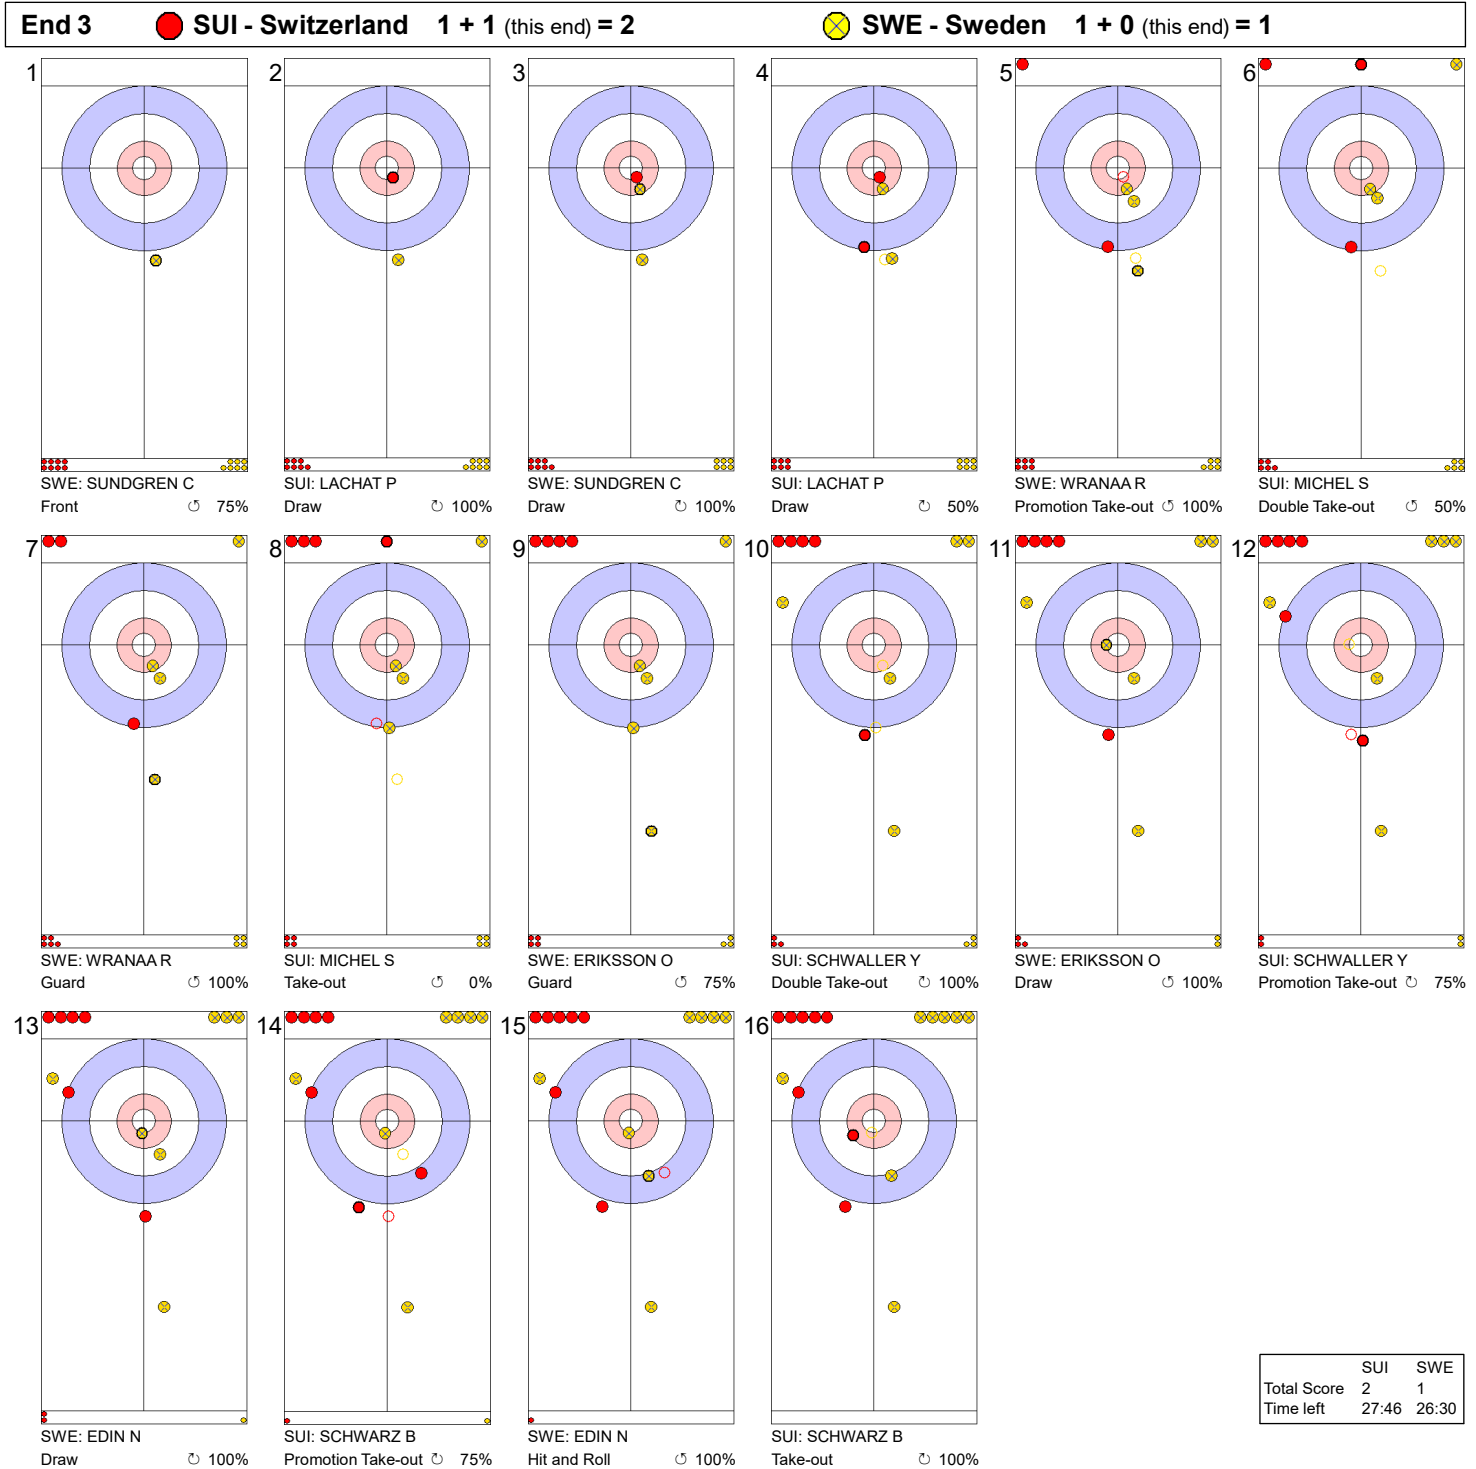 End 3 SUI - Switzerland 1 + 1 (this end) = 2 SWE - Sweden 1 + 0 (this end) = 1
1 2 3 4 5 6
SWE: SUNDGREN C SUI: LACHAT P SWE: SUNDGREN C SUI: LACHAT P SWE: WRANAA R SUI: MICHEL S
Front ↺ 75% Draw ↻ 100% Draw ↻ 100% Draw ↺ 50% Promotion Take-out ↺ 100% Double Take-out ↺ 50%
7 8 9 10 11 12
SWE: WRANAA R SUI: MICHEL S SWE: ERIKSSON O SUI: SCHWALLER Y SWE: ERIKSSON O SUI: SCHWALLER Y
Guard ↺ 100% Take-out ↻ 0% Guard ↺ 75% Double Take-out ↻ 100% Draw ↺ 100% Promotion Take-out ↻ 75%
13 14 15 16
SWE: EDIN N SUI: SCHWARZ B SWE: EDIN N SUI: SCHWARZ B
Draw ↻ 100% Promotion Take-out ↻ 75% Hit and Roll ↺ 100% Take-out ↺ 100%
SUI SWE
Total Score 2 1
Time left 27:46 26:30